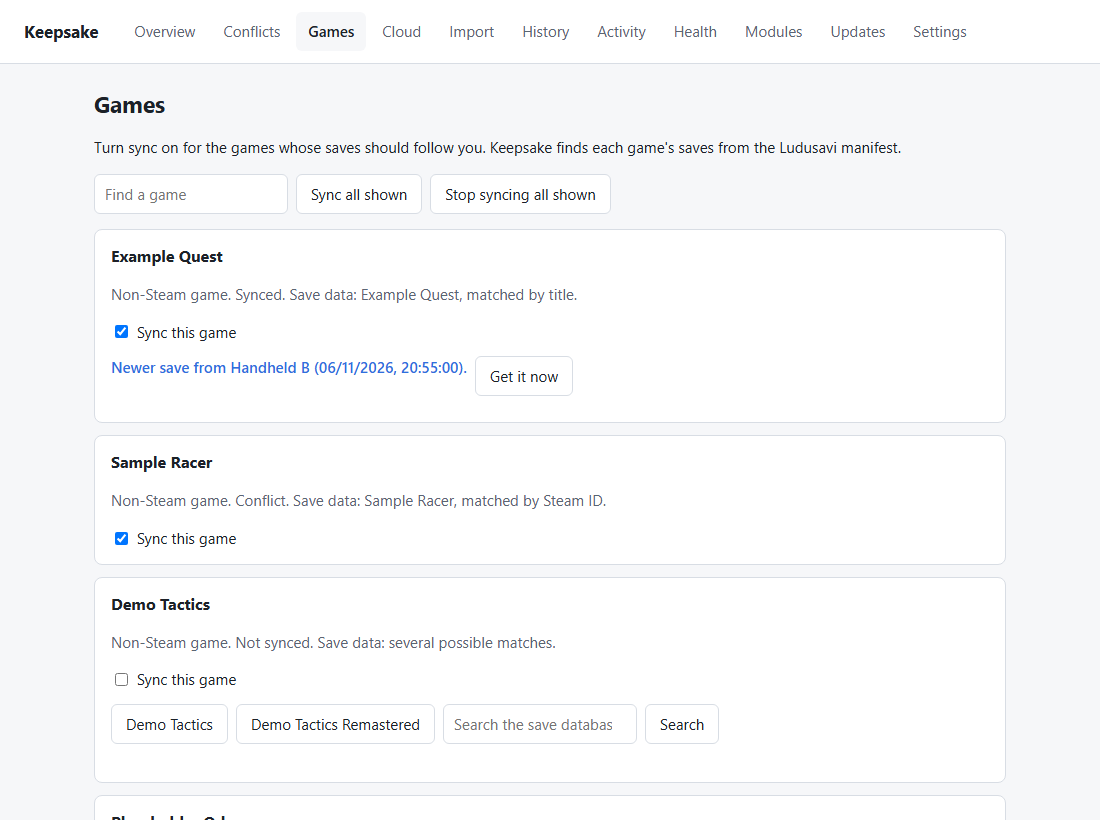 Keepsake Overview Conflicts Games Cloud Import History Activity Health Modules Updates Settings
Games
Turn sync on for the games whose saves should follow you. Keepsake finds each game's saves from the Ludusavi manifest.
Find a game Sync all shown Stop syncing all shown
Example Quest
Non-Steam game. Synced. Save data: Example Quest, matched by title.
Sync this game
Newer save from Handheld B (06/11/2026, 20:55:00). Get it now
Sample Racer
Non-Steam game. Conflict. Save data: Sample Racer, matched by Steam ID.
Sync this game
Demo Tactics
Non-Steam game. Not synced. Save data: several possible matches.
Sync this game
Demo Tactics Demo Tactics Remastered Search the save databas Search